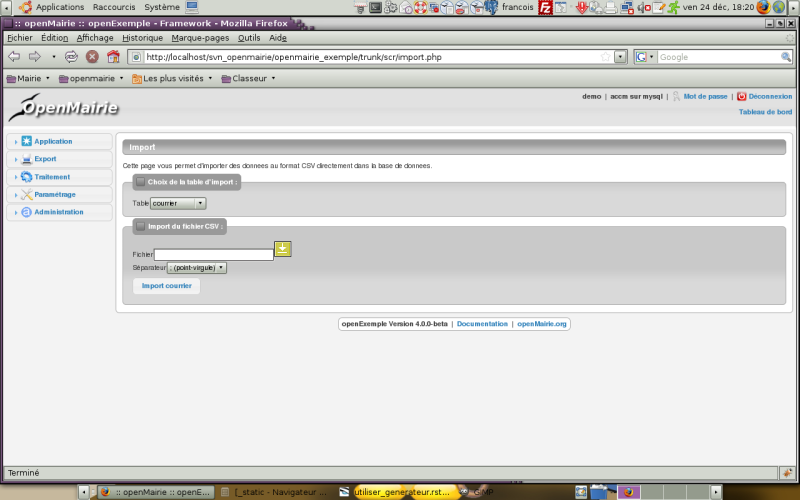 Applications Raccourcis Système francois ven 24 déc, 18:20
:: openMairie :: openExemple - Framework - Mozilla Firefox
Fichier Édition Affichage Historique Marque-pages Outils Aide
http://localhost/svn_openmairie/openmairie_exemple/trunk/scr/import.php
Google
Mairie openmairie Les plus visités Classeur
OpenMairie
demo | accm sur mysql | Mot de passe | Déconnexion
Tableau de bord
Application
Export
Traitement
Paramétrage
Administration
Import
Cette page vous permet d'importer des donnees au format CSV directement dans la base de donnees.
Choix de la table d'import :
Table courrier
Import du fichier CSV :
Fichier
Séparateur ; (point-virgule)
Import courrier
openExemple Version 4.0.0-beta | Documentation | openMairie.org
Terminé
:: openMairie :: openE... [_static - Navigateur ... utiliser_generateur.rst... GIMP